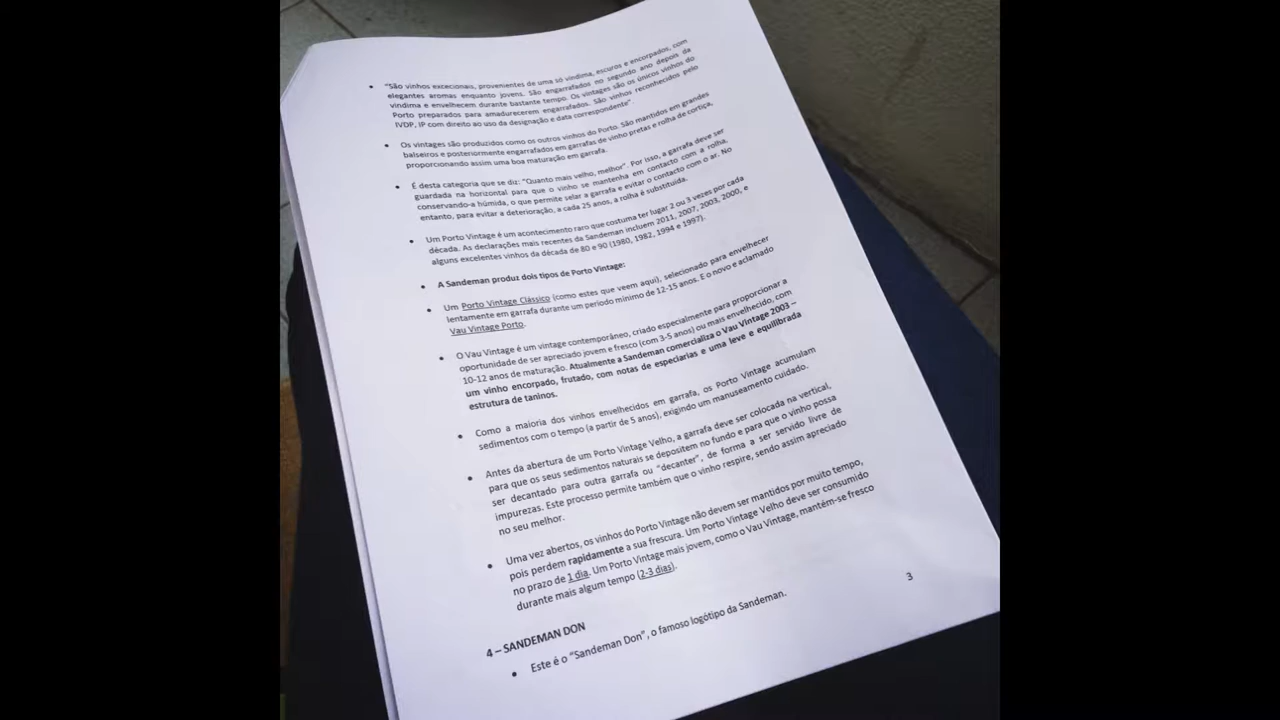 "São vinhos excecionais, provenientes de uma só vindima, escuros e encorpados, com
elegantes aromas enquanto jovens. São engarrafados no segundo ano depois da
vindima e envelhecem durante bastante tempo. Os vintages são os únicos vinhos do
Porto preparados para amadurecerem engarrafados. São vinhos reconhecidos pelo
IVDP, IP com direito ao uso da designação e data correspondente".
Os vintages são produzidos como os outros vinhos do Porto. São mantidos em grandes
balseiros e posteriormente engarrafados em garrafas de vinho pretas e rolha de cortiça,
proporcionando assim uma boa maturação em garrafa.
É desta categoria que se diz: "Quanto mais velho, melhor". Por isso, a garrafa deve ser
guardada na horizontal para que o vinho se mantenha em contacto com a rolha,
conservando-a húmida, o que permite selar a garrafa e evitar o contacto com o ar. No
entanto, para evitar a deterioração, a cada 25 anos, a rolha é substituída.
Um Porto Vintage é um acontecimento raro que costuma ter lugar 2 ou 3 vezes por cada
década. As declarações mais recentes da Sandeman incluem 2011, 2007, 2003, 2000, e
alguns excelentes vinhos da década de 80 e 90 (1980, 1982, 1994 e 1997).
A Sandeman produz dois tipos de Porto Vintage:
Um Porto Vintage Clássico (como estes que veem aqui), selecionado para envelhecer
lentamente em garrafa durante um periodo mínimo de 12-15 anos. E o novo e aclamado
Vau Vintage Porto.
O Vau Vintage é um vintage contemporâneo, criado especialmente para proporcionar a
oportunidade de ser apreciado jovem e fresco (com 3-5 anos) ou mais envelhecido, com
10-12 anos de maturação. Atualmente a Sandeman comercializa o Vau Vintage 2003 –
um vinho encorpado, frutado, com notas de especiarias e uma leve e equilibrada
estrutura de taninos.
Como a maioria dos vinhos envelhecidos em garrafa, os Porto Vintage acumulam
sedimentos com o tempo (a partir de 5 anos), exigindo um manuseamento cuidado.
Antes da abertura de um Porto Vintage Velho, a garrafa deve ser colocada na vertical,
para que os seus sedimentos naturais se depositem no fundo e para que o vinho possa
ser decantado para outra garrafa ou "decanter", de forma a ser servido livre de
impurezas. Este processo permite também que o vinho respire, sendo assim apreciado
no seu melhor.
Uma vez abertos, os vinhos do Porto Vintage não devem ser mantidos por muito tempo,
pois perdem rapidamente a sua frescura. Um Porto Vintage Velho deve ser consumido
no prazo de 1 dia. Um Porto Vintage mais jovem, como o Vau Vintage, mantém-se fresco
durante mais algum tempo (2-3 dias).
3
4 – SANDEMAN DON
Este é o "Sandeman Don", o famoso logótipo da Sandeman.